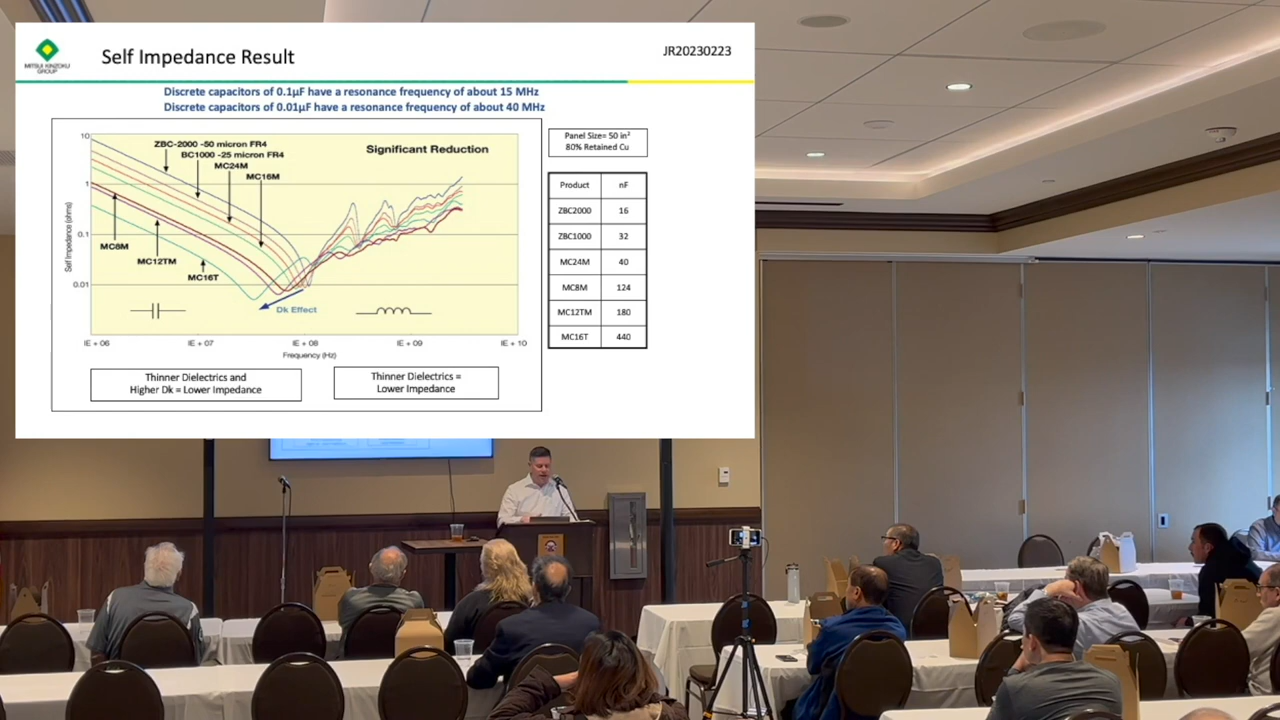 MITSUI KINZOKU
GROUP
Self Impedance Result
JR20230223
Discrete capacitors of 0.1µF have a resonance frequency of about 15 MHz
Discrete capacitors of 0.01µF have a resonance frequency of about 40 MHz
Significant Reduction
ZBC-2000 -50 micron FR4
BC1000 -25 micron FR4
MC24M
MC16M
MC8M
MC12TM
MC16T
Dk Effect
Self Impedance (ohms)
10
1
0.1
0.01
IE + 06
IE + 07
IE + 08
IE + 09
IE + 10
Frequency (Hz)
Thinner Dielectrics and
Higher Dk = Lower Impedance
Thinner Dielectrics =
Lower Impedance
Panel Size= 50 in²
80% Retained Cu
Product nF
ZBC2000 16
ZBC1000 32
MC24M 40
MC8M 124
MC12TM 180
MC16T 440